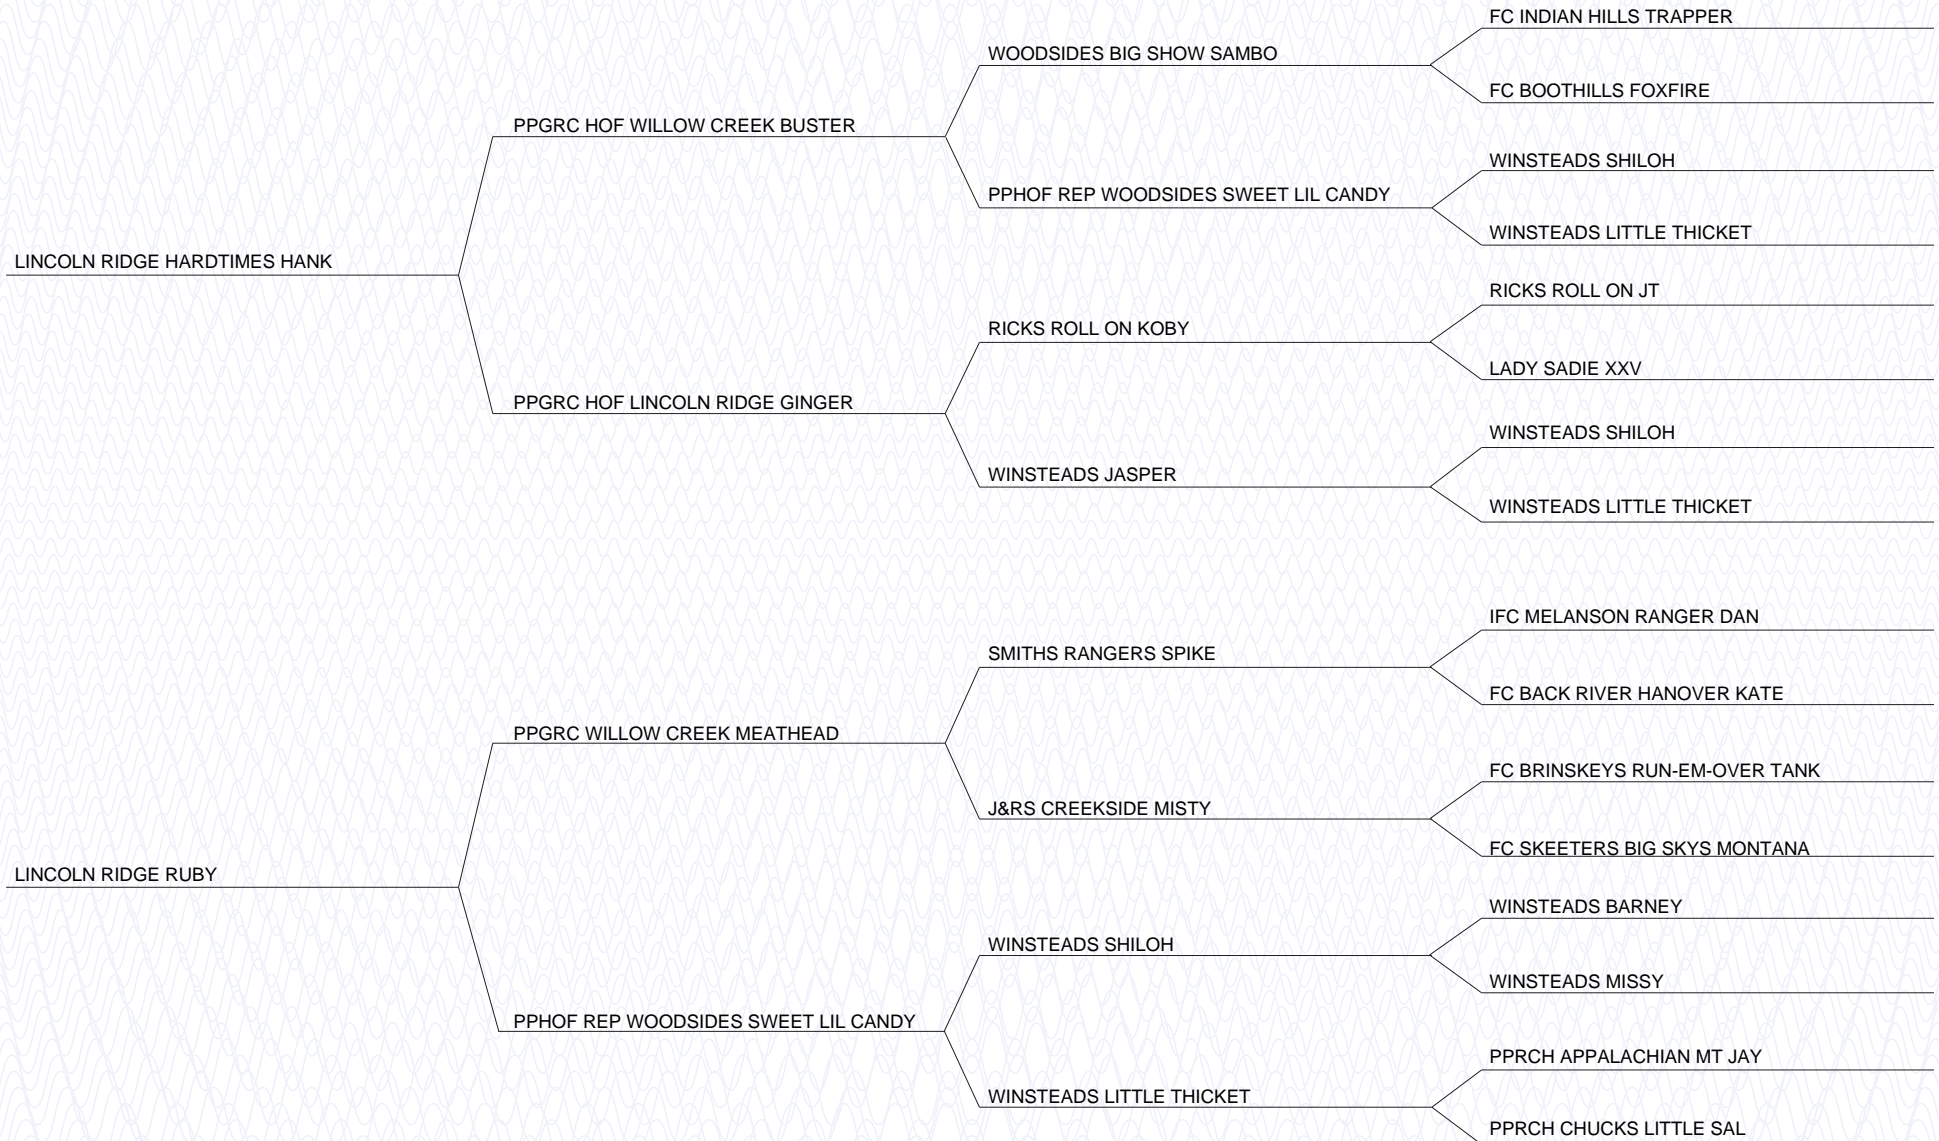 FC INDIAN HILLS TRAPPER
WOODSIDES BIG SHOW SAMBO
FC BOOTHILLS FOXFIRE
PPGRC HOF WILLOW CREEK BUSTER
WINSTEADS SHILOH
PPHOF REP WOODSIDES SWEET LIL CANDY
WINSTEADS LITTLE THICKET
LINCOLN RIDGE HARDTIMES HANK
RICKS ROLL ON JT
RICKS ROLL ON KOBY
LADY SADIE XXV
PPGRC HOF LINCOLN RIDGE GINGER
WINSTEADS SHILOH
WINSTEADS JASPER
WINSTEADS LITTLE THICKET
IFC MELANSON RANGER DAN
SMITHS RANGERS SPIKE
FC BACK RIVER HANOVER KATE
PPGRC WILLOW CREEK MEATHEAD
FC BRINSKEYS RUN-EM-OVER TANK
J&RS CREEKSIDE MISTY
FC SKEETERS BIG SKYS MONTANA
LINCOLN RIDGE RUBY
WINSTEADS BARNEY
WINSTEADS SHILOH
WINSTEADS MISSY
PPHOF REP WOODSIDES SWEET LIL CANDY
PPRCH APPALACHIAN MT JAY
WINSTEADS LITTLE THICKET
PPRCH CHUCKS LITTLE SAL